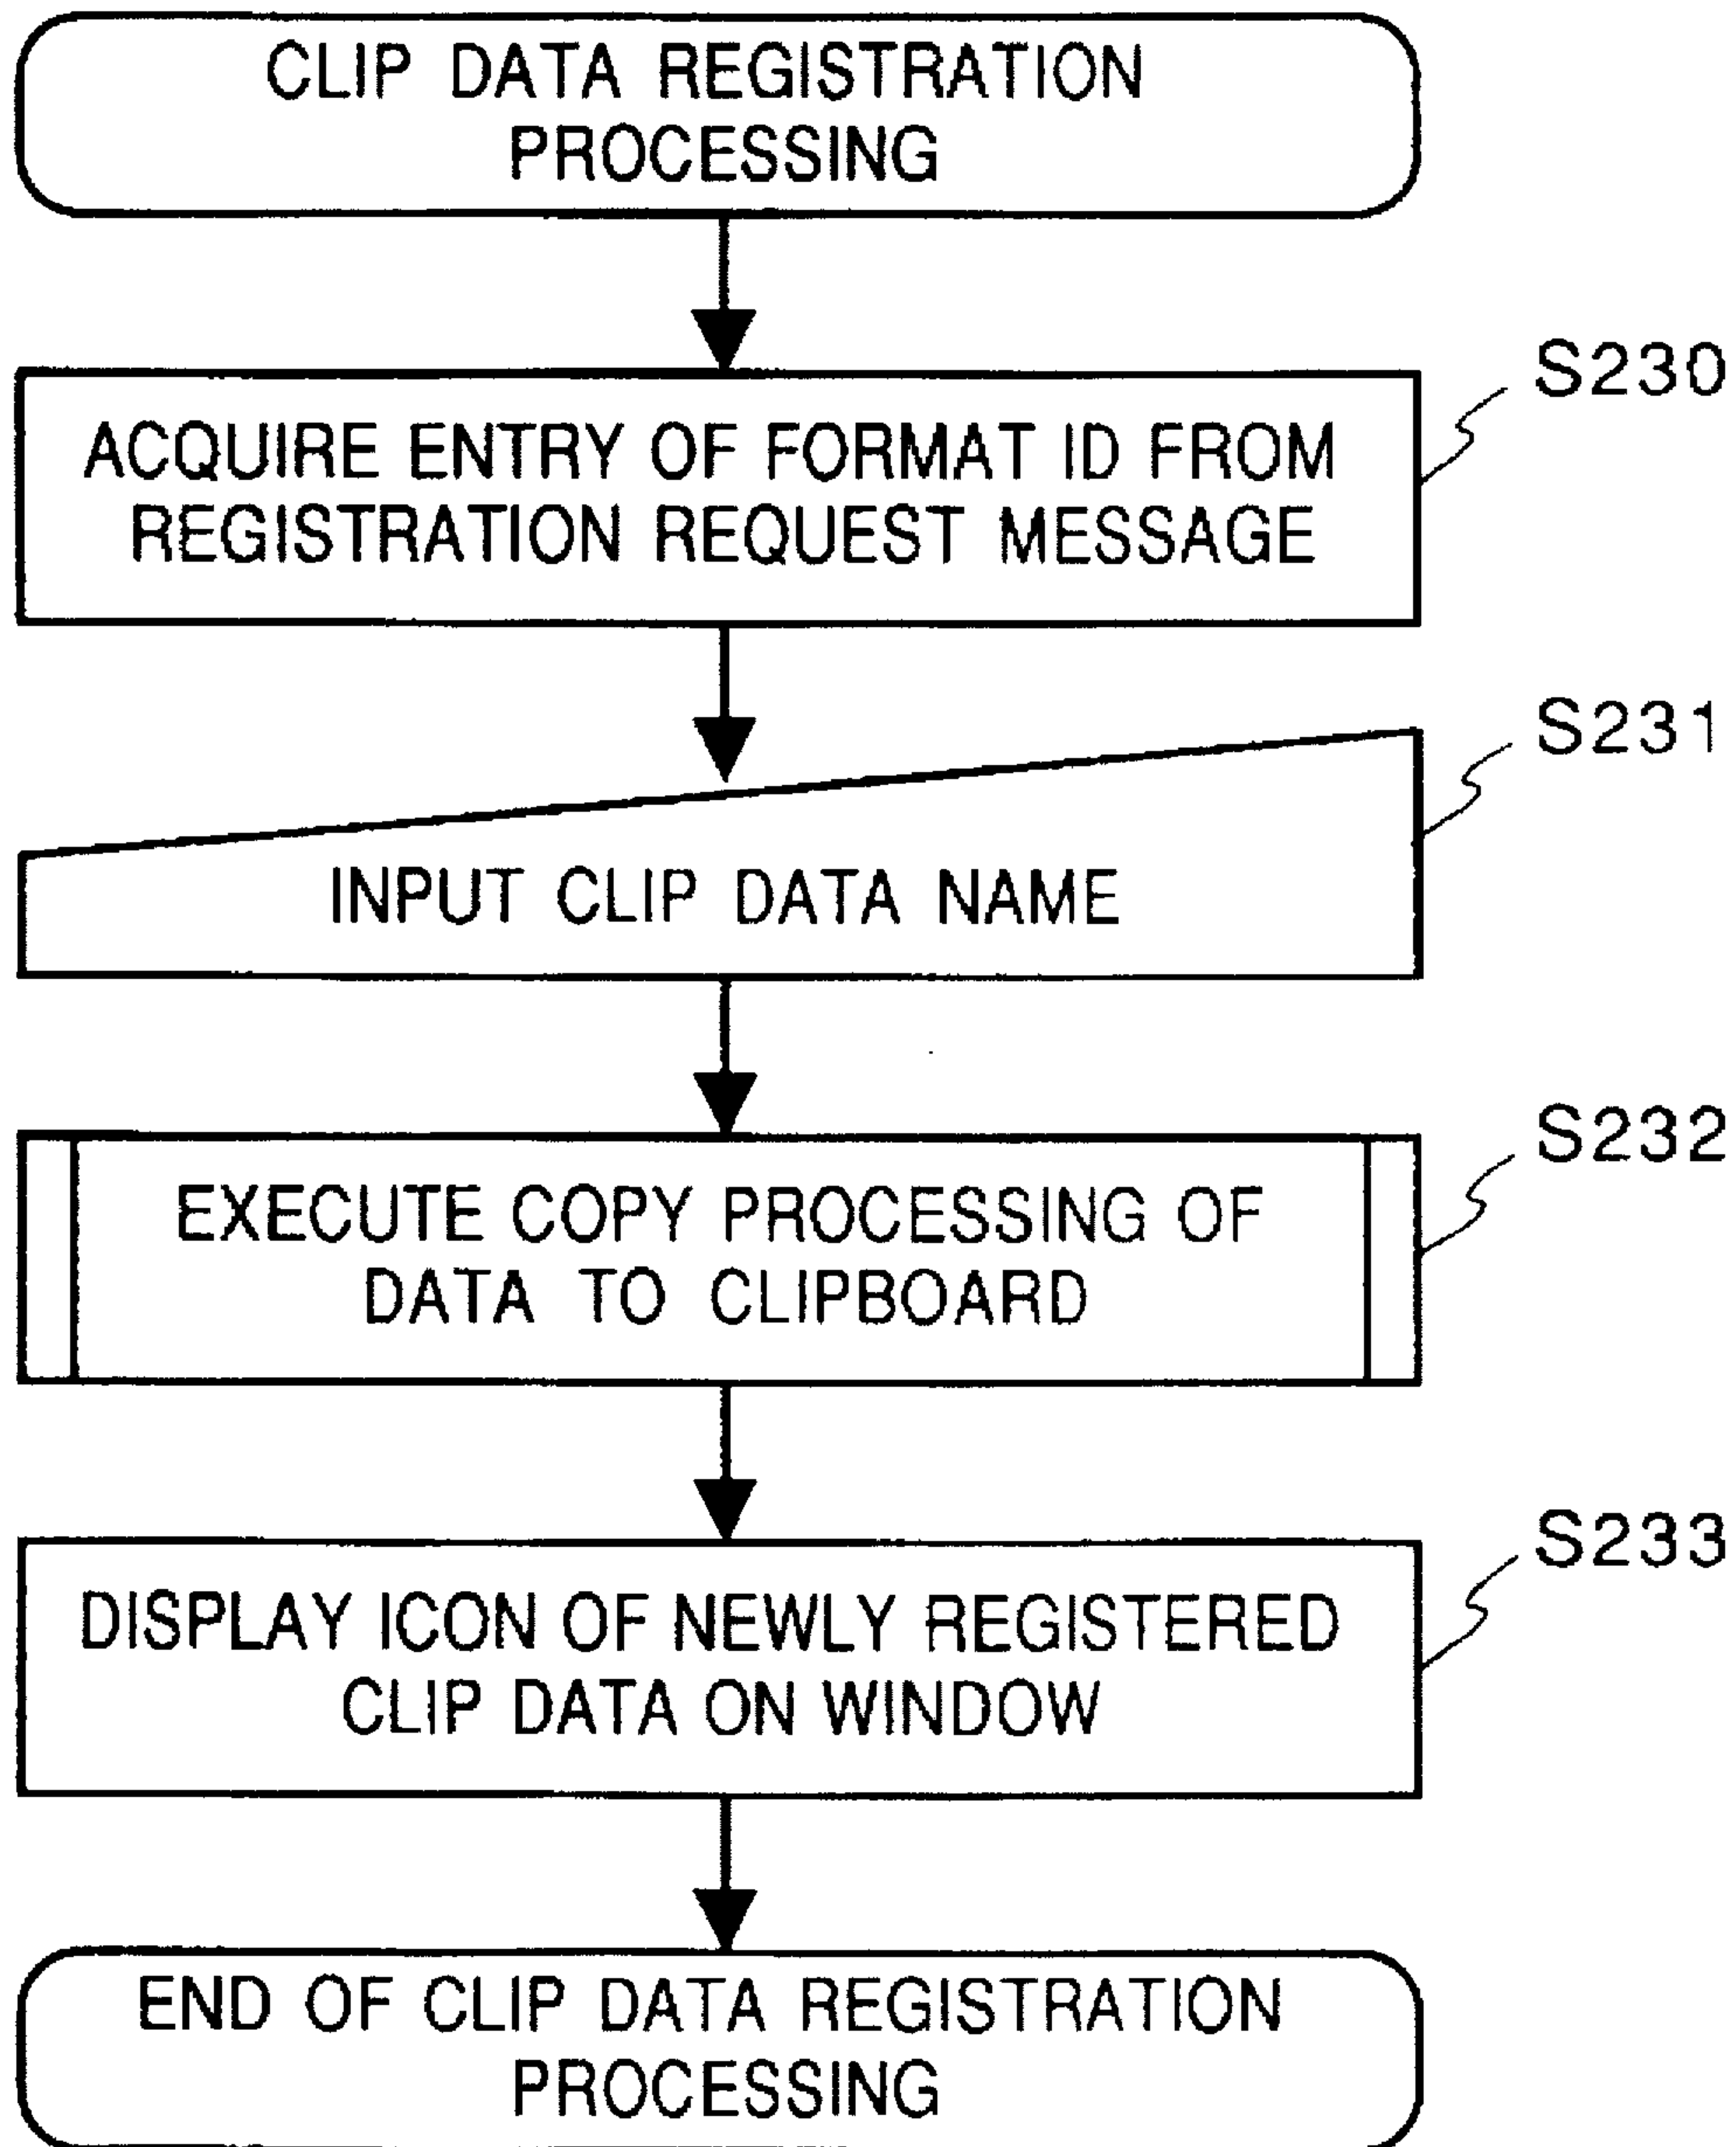 CLIP DATA REGISTRATION
PROCESSING
S230
ACQUIRE ENTRY OF FORMAT ID FROM
REGISTRATION REQUEST MESSAGE
S231
INPUT CLIP DATA NAME
S232
EXECUTE COPY PROCESSING OF
DATA TO CLIPBOARD
S233
DISPLAY ICON OF NEWLY REGISTERED
CLIP DATA ON WINDOW
END OF CLIP DATA REGISTRATION
PROCESSING